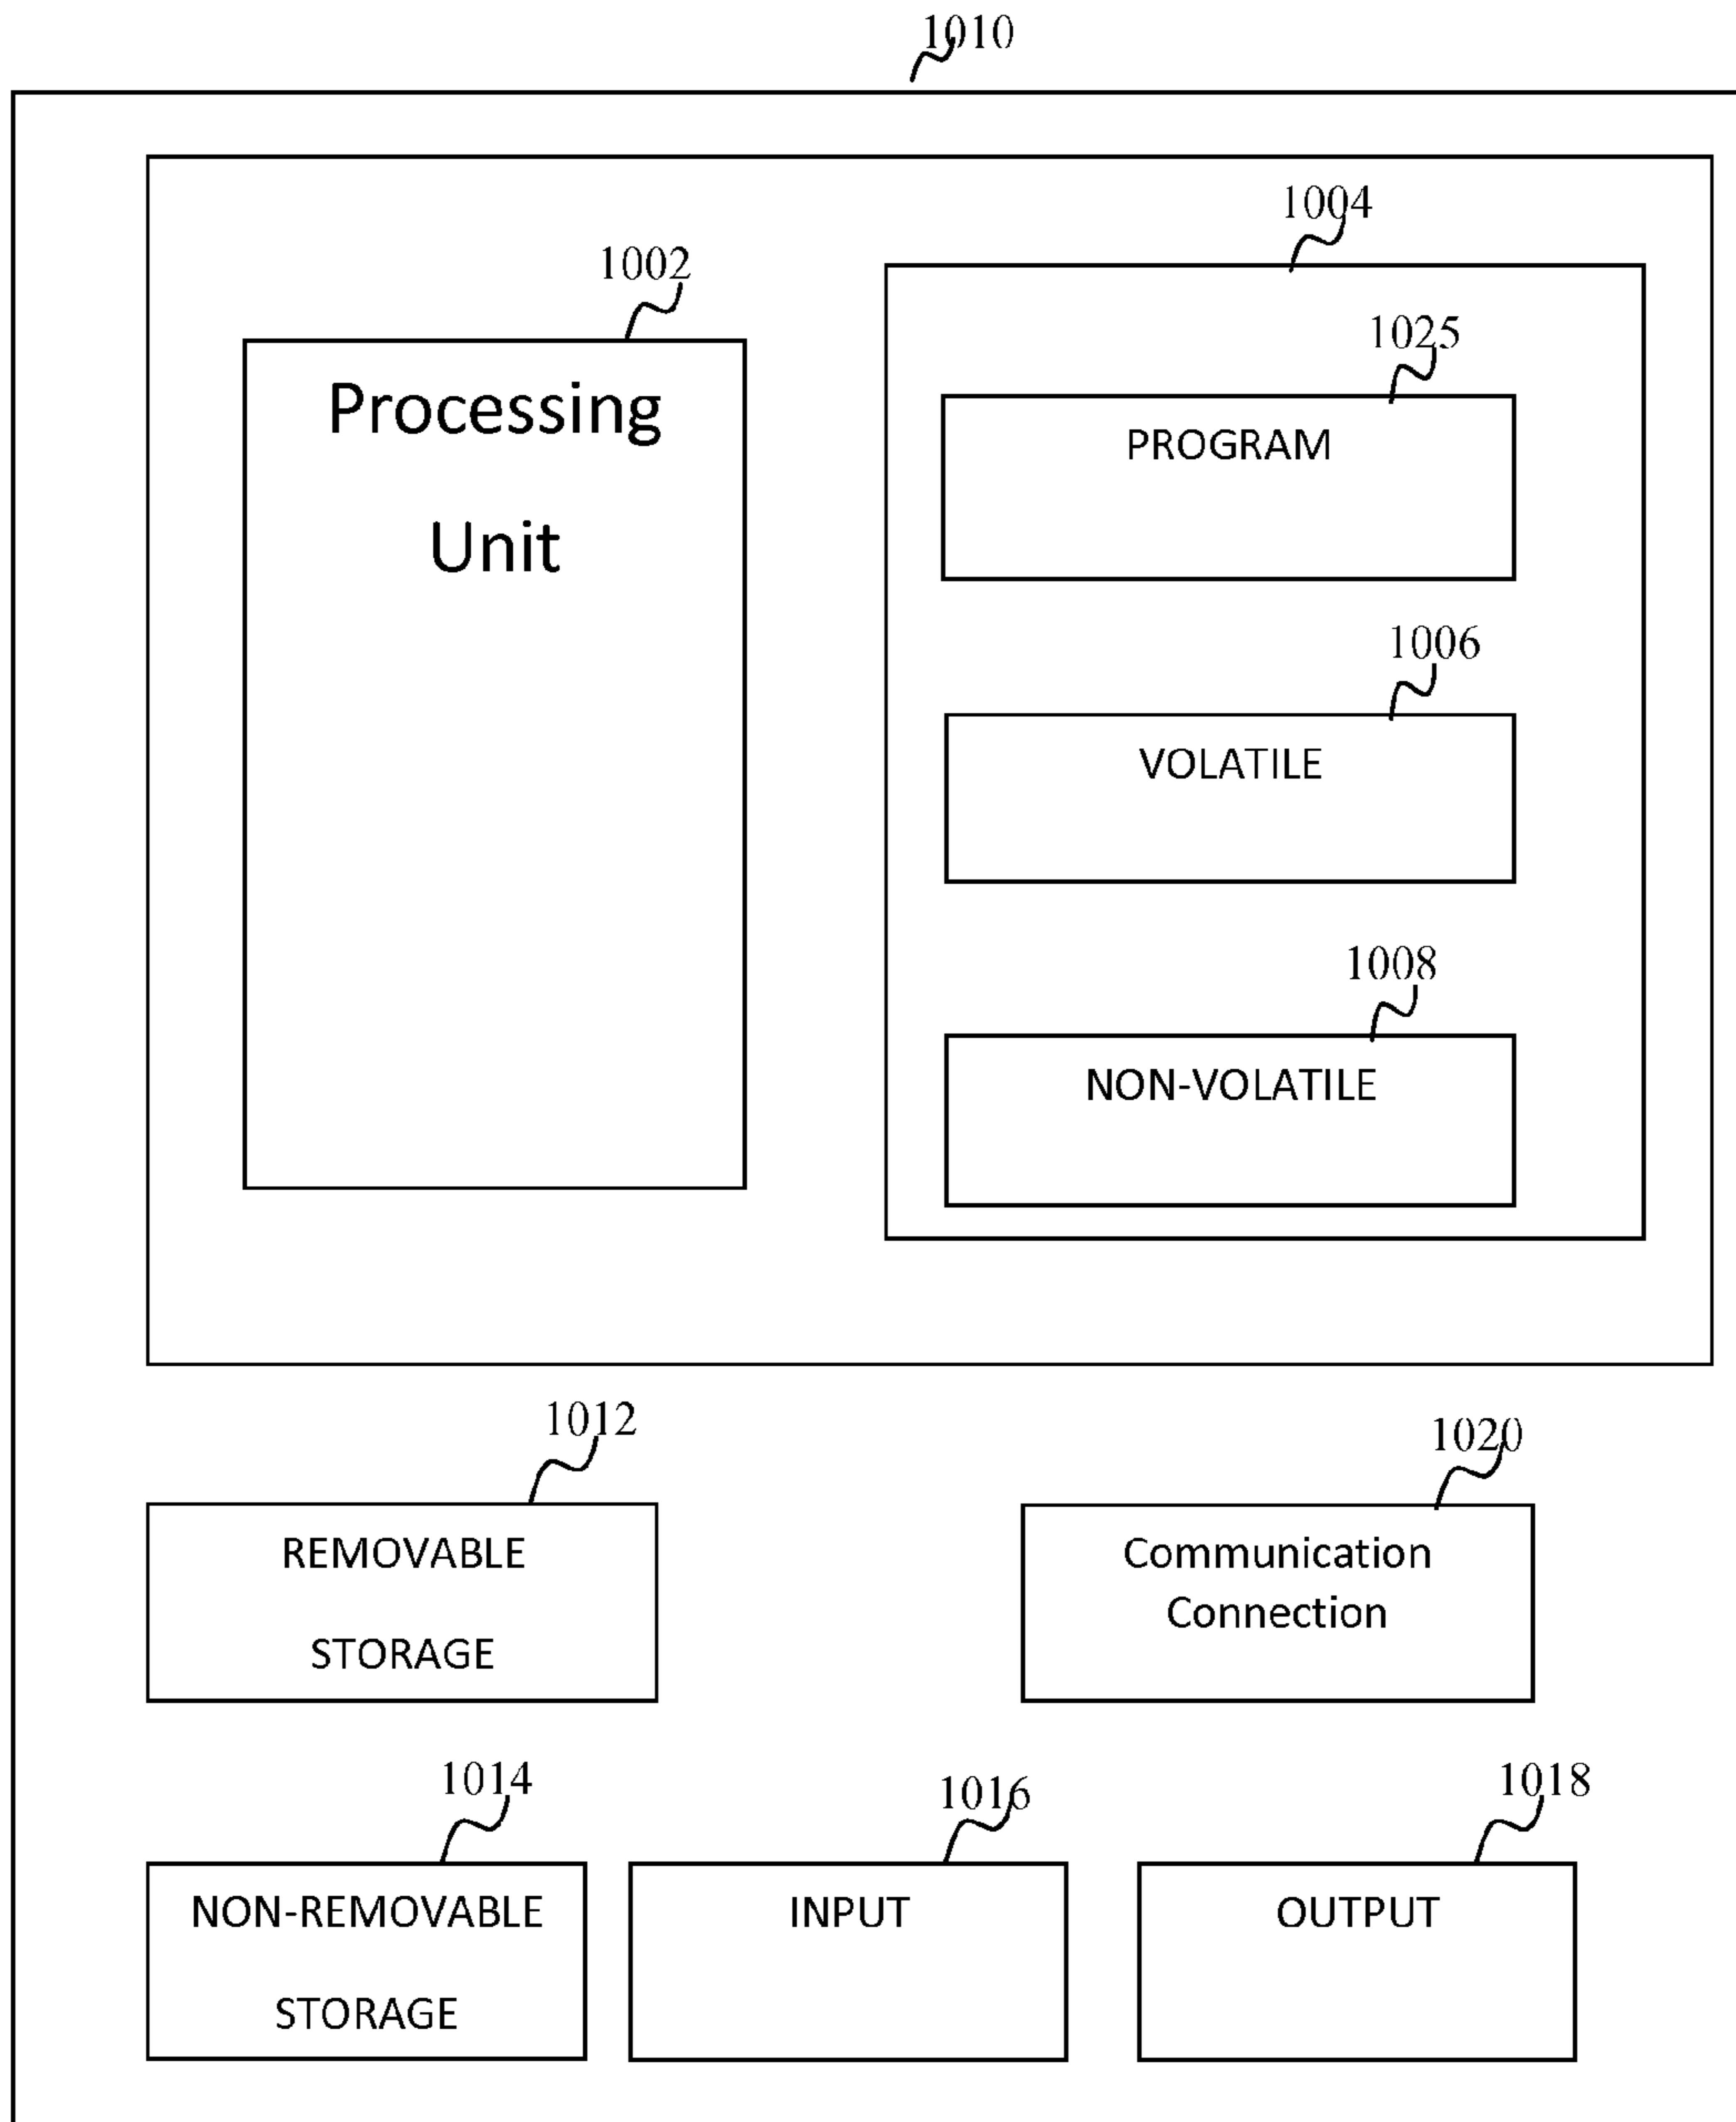 1010
1004
1002
1025
Processing
Unit
PROGRAM
1006
VOLATILE
1008
NON-VOLATILE
1012
1020
REMOVABLE
STORAGE
Communication
Connection
1014
1016
1018
NON-REMOVABLE
STORAGE
INPUT
OUTPUT